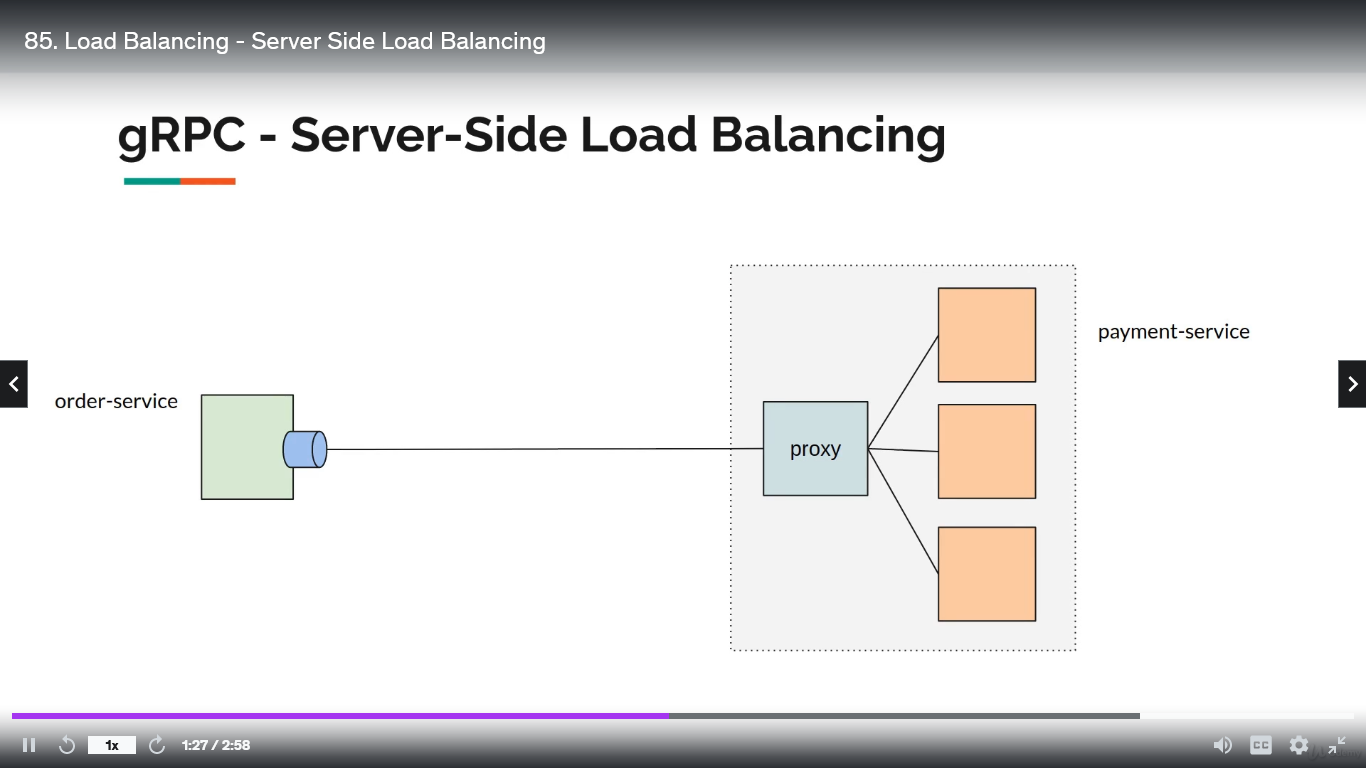 85. Load Balancing - Server Side Load Balancing
gRPC - Server-Side Load Balancing
payment-service
order-service
proxy
1x
1:27 / 2:58
CC